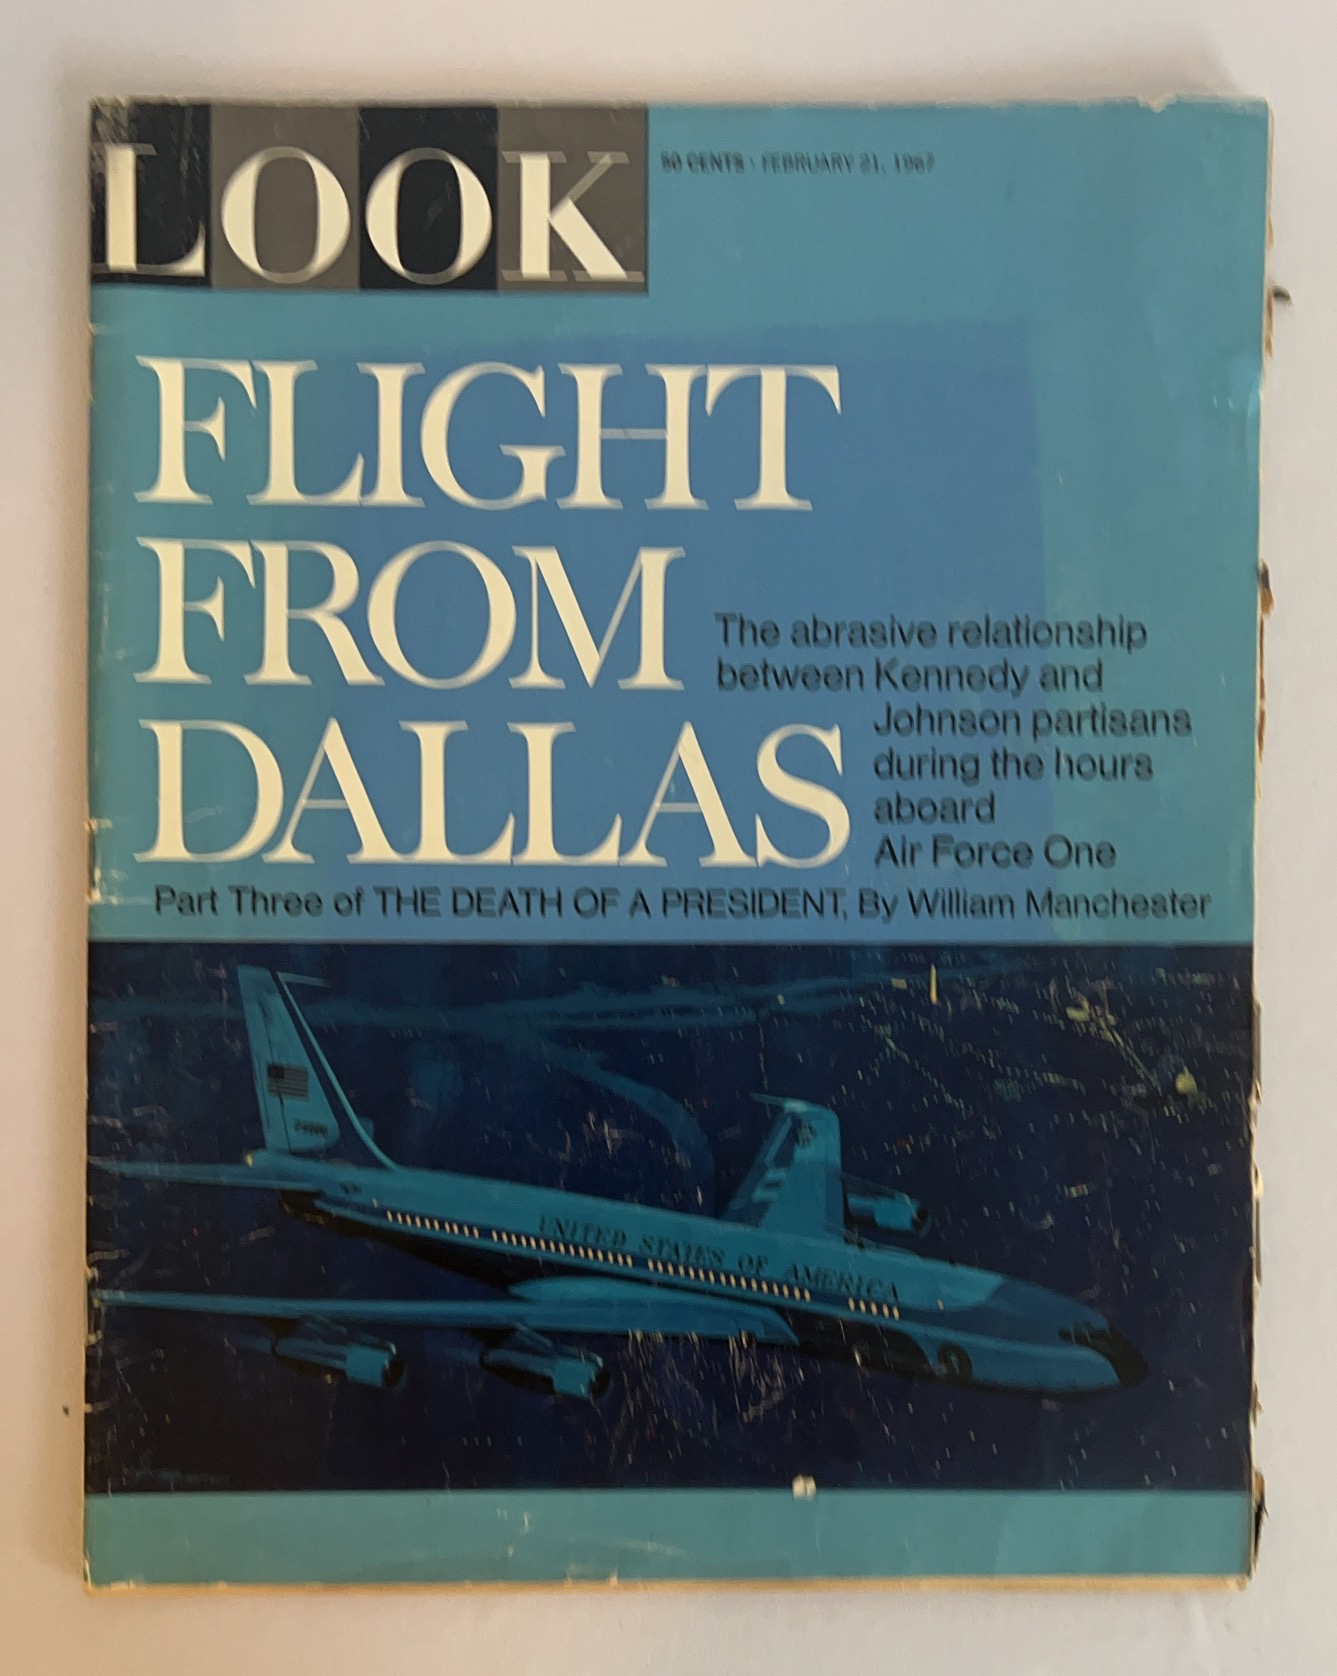 LOOK
50 CENTS · FEBRUARY 21, 1967
FLIGHT
FROM
DALLAS
The abrasive relationship
between Kennedy and
Johnson partisans
during the hours
aboard
Air Force One
Part Three of THE DEATH OF A PRESIDENT, By William Manchester
UNITED STATES OF AMERICA